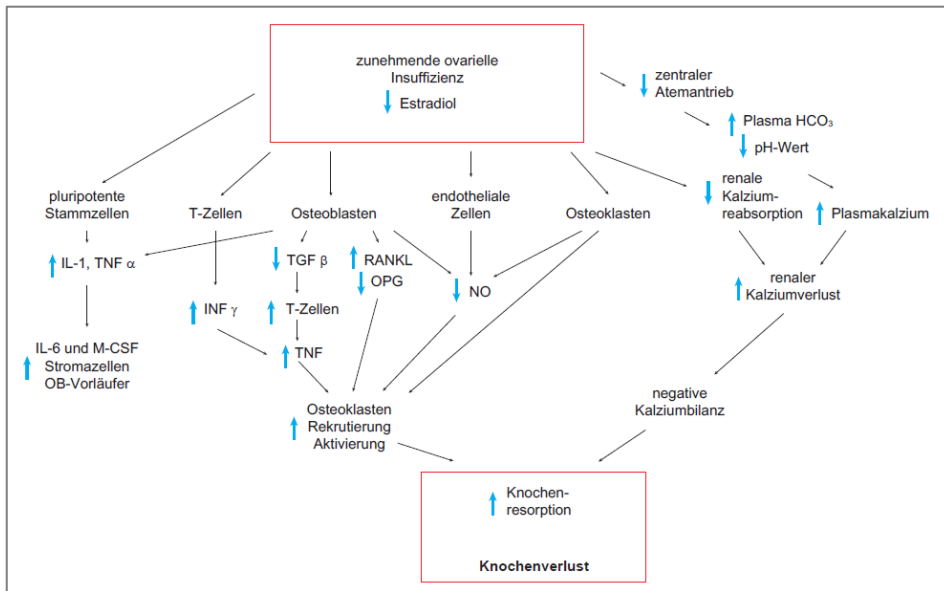 zunehmende ovarielle
Insuffizienz
Estradiol
zentraler
Atemantrieb
Plasma HCO₃
pH-Wert
pluripotente
Stammzellen
T-Zellen
Osteoblasten
endotheliale
Zellen
Osteoklasten
renale
Kalzium-
reabsorption
Plasmakalzium
IL-1, TNF α
TGF β
RANKL
OPG
NO
renaler
Kalziumverlust
INF γ
T-Zellen
TNF
IL-6 und M-CSF
Stromazellen
OB-Vorläufer
Osteoklasten
Rekrutierung
Aktivierung
negative
Kalziumbilanz
Knochen-
resorption
Knochenverlust